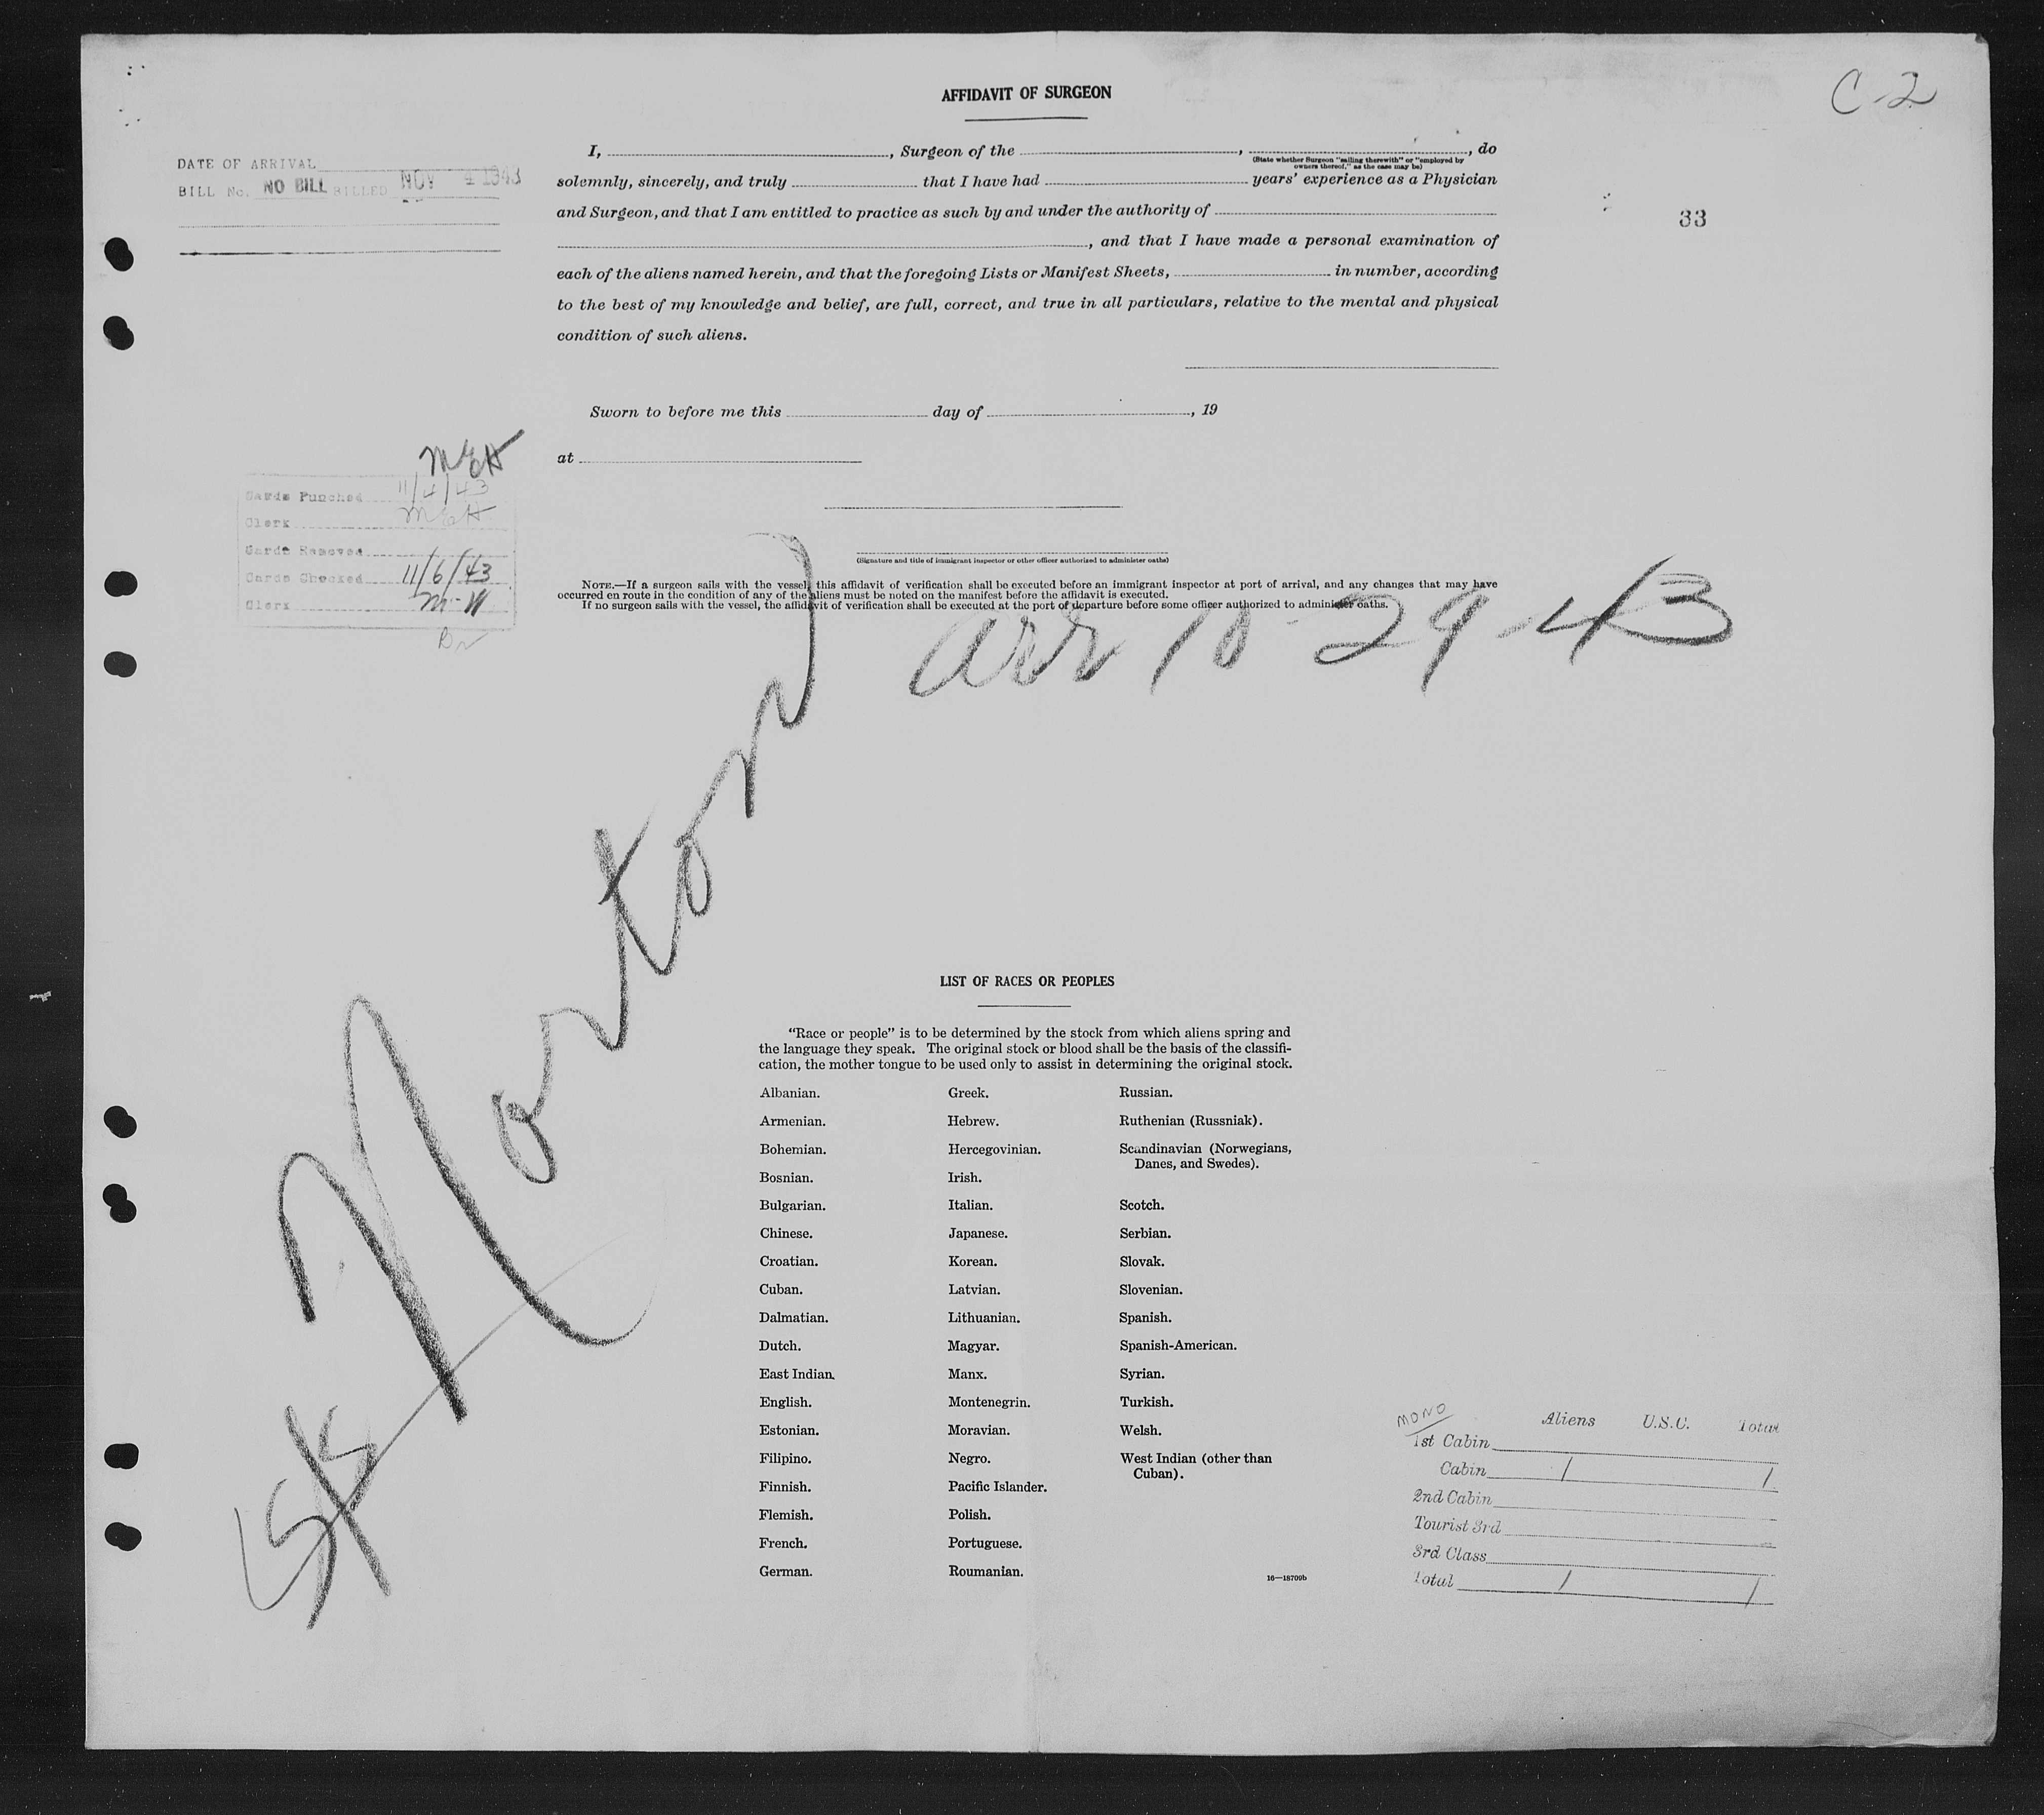 AFFIDAVIT OF SURGEON
C-2
I, , Surgeon of the , , do
(State whether Surgeon "sailing therewith" or "employed by
owners thereof," as the case may be)
solemnly, sincerely, and truly that I have had years' experience as a Physician
and Surgeon, and that I am entitled to practice as such by and under the authority of
, and that I have made a personal examination of
each of the aliens named herein, and that the foregoing Lists or Manifest Sheets, in number, according
to the best of my knowledge and belief, are full, correct, and true in all particulars, relative to the mental and physical
condition of such aliens.
DATE OF ARRIVAL
BILL No. NO BILL BILLED NOV 4 1943
33
Sworn to before me this day of , 19
at
MEH
Cards Punched 11/4/43
Clerk MEH
Cards Removed
Cards Checked 11/6/43
Clerk
(Signature and title of immigrant inspector or other officer authorized to administer oaths)
NOTE.—If a surgeon sails with the vessel, this affidavit of verification shall be executed before an immigrant inspector at port of arrival, and any changes that may have
occurred en route in the condition of any of the aliens must be noted on the manifest before the affidavit is executed.
If no surgeon sails with the vessel, the affidavit of verification shall be executed at the port of departure before some officer authorized to administer oaths.
arr 10-29-43
SS Norton
LIST OF RACES OR PEOPLES
"Race or people" is to be determined by the stock from which aliens spring and
the language they speak. The original stock or blood shall be the basis of the classifi-
cation, the mother tongue to be used only to assist in determining the original stock.
Albanian.
Armenian.
Bohemian.
Bosnian.
Bulgarian.
Chinese.
Croatian.
Cuban.
Dalmatian.
Dutch.
East Indian.
English.
Estonian.
Filipino.
Finnish.
Flemish.
French.
German.
Greek.
Hebrew.
Hercegovinian.
Irish.
Italian.
Japanese.
Korean.
Latvian.
Lithuanian.
Magyar.
Manx.
Montenegrin.
Moravian.
Negro.
Pacific Islander.
Polish.
Portuguese.
Roumanian.
Russian.
Ruthenian (Russniak).
Scandinavian (Norwegians,
Danes, and Swedes).
Scotch.
Serbian.
Slovak.
Slovenian.
Spanish.
Spanish-American.
Syrian.
Turkish.
Welsh.
West Indian (other than
Cuban).
16—18709b
MONO
Aliens U.S.C. Total
1st Cabin
Cabin 1 1
2nd Cabin
Tourist 3rd
3rd Class
Total 1 1